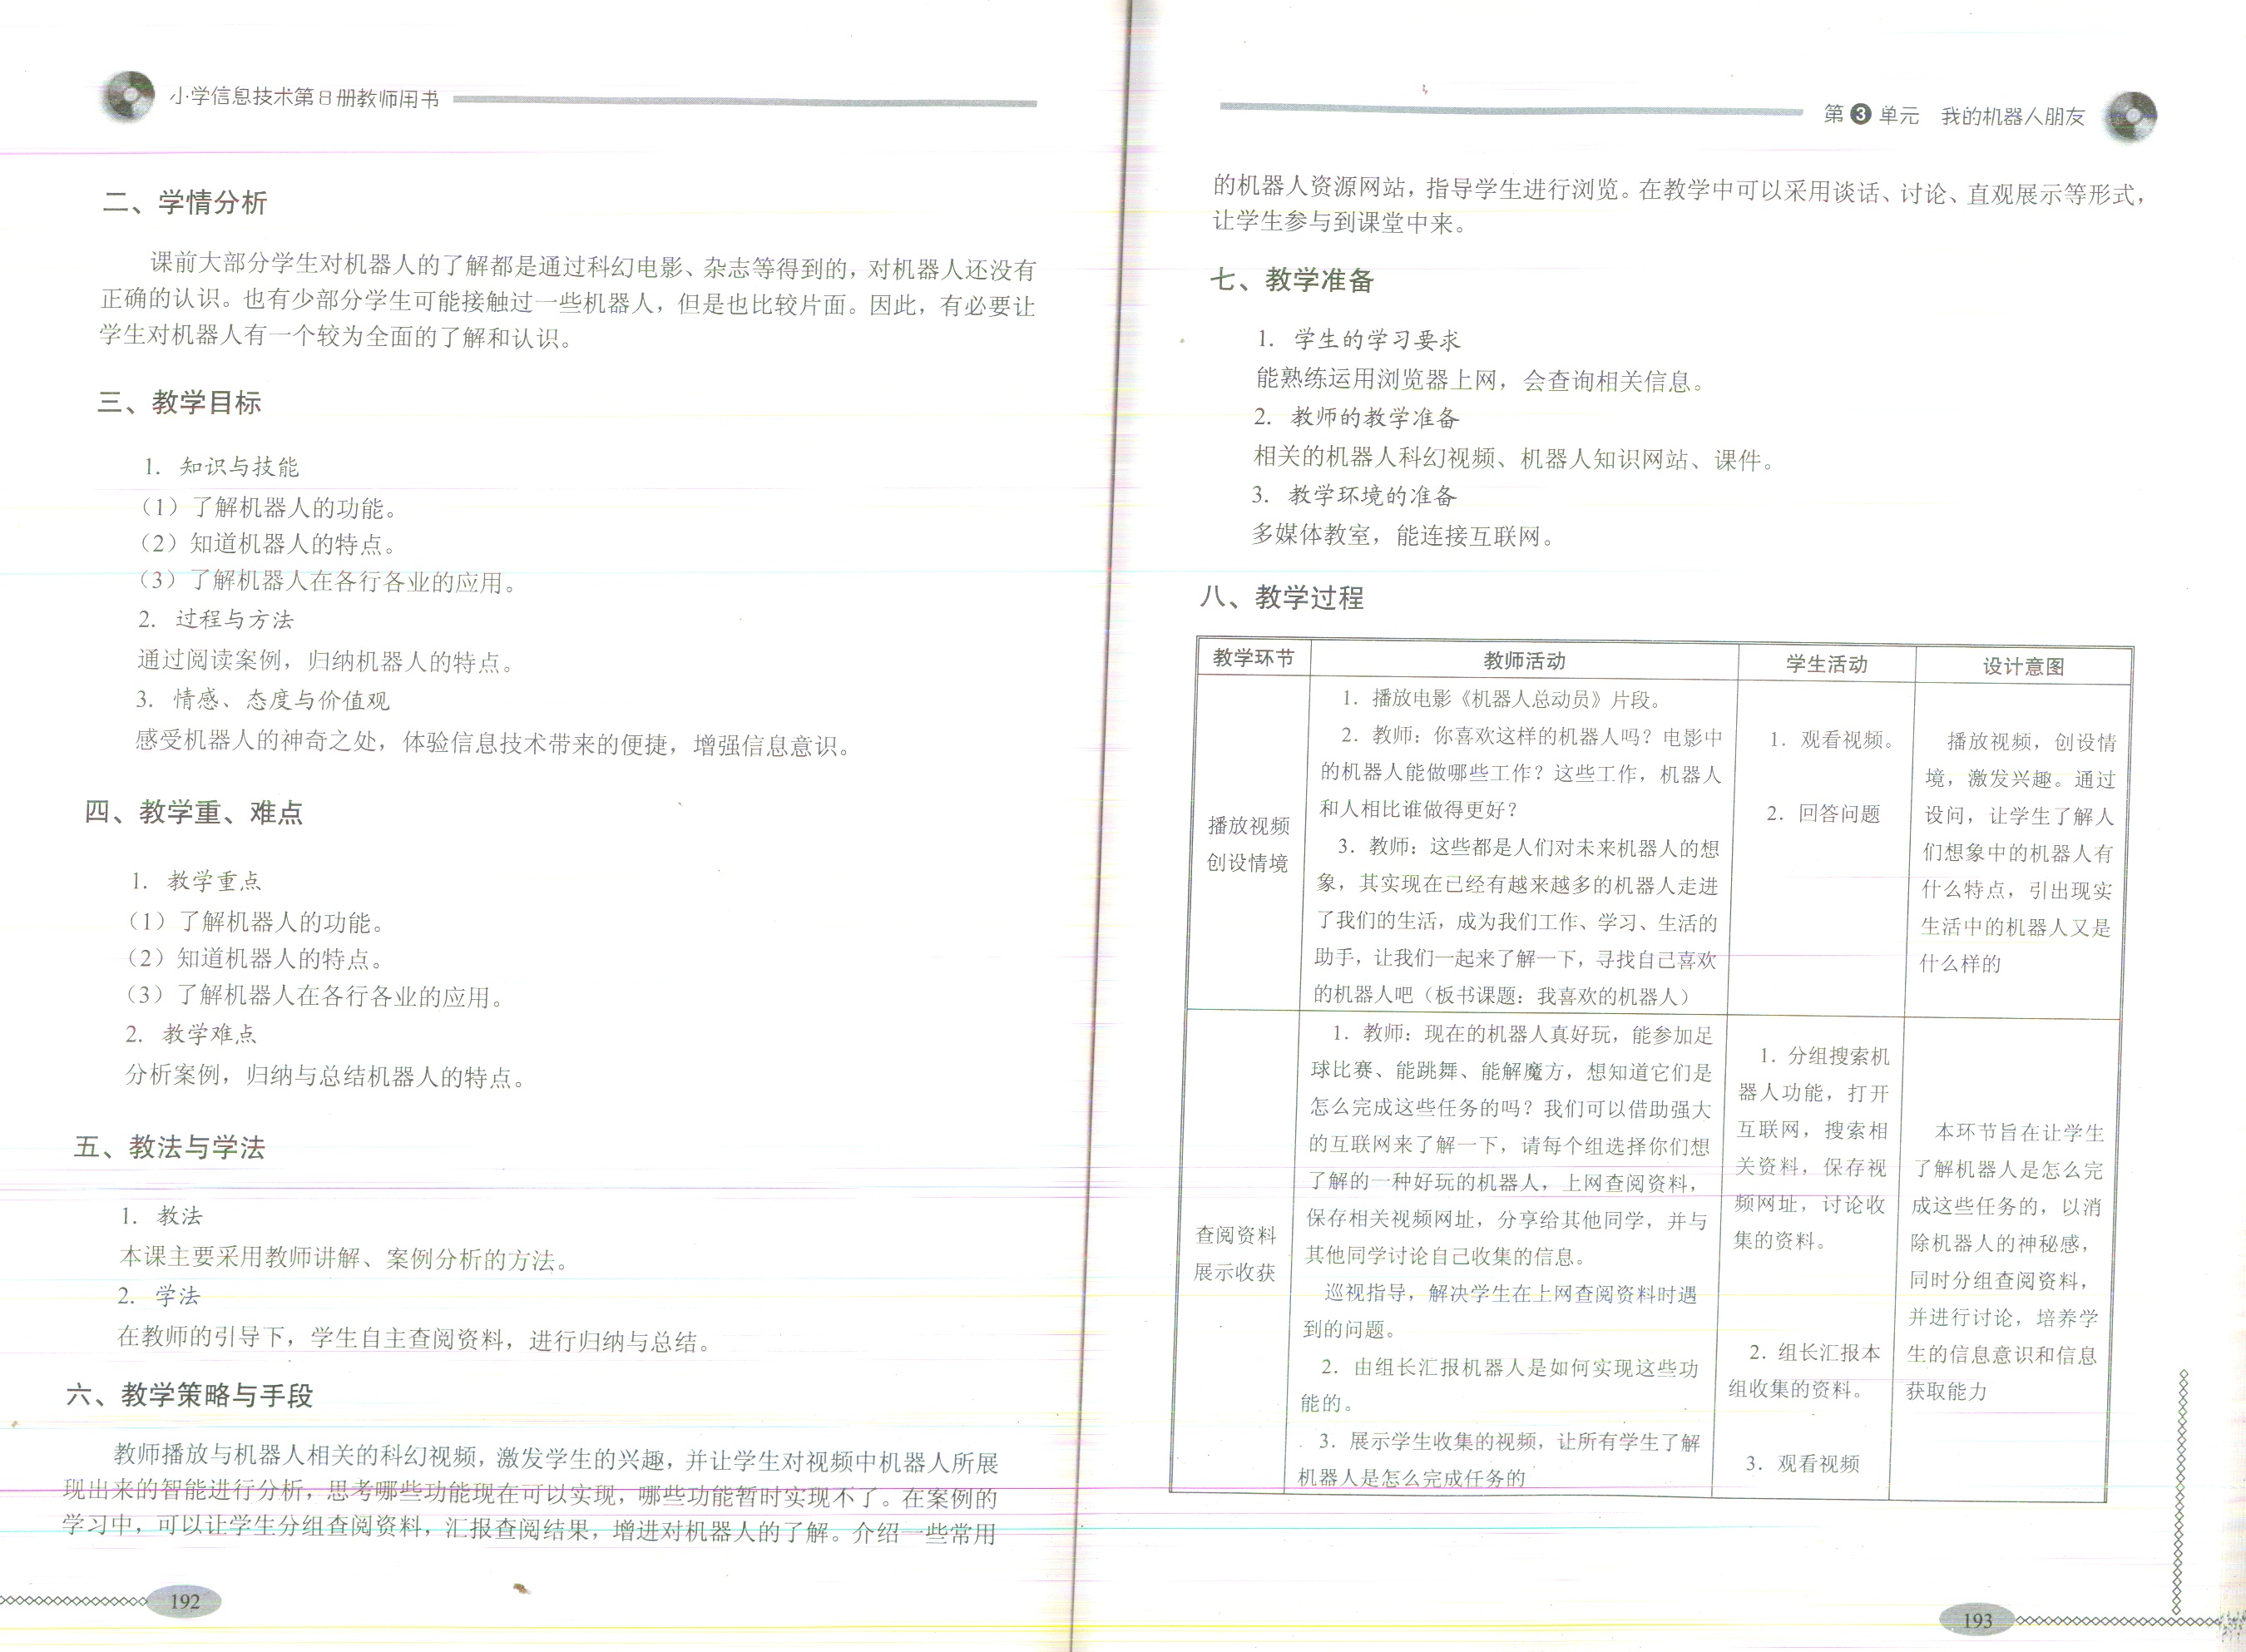 小学信息技术第8册教师用书
二、学情分析
课前大部分学生对机器人的了解都是通过科幻电影、杂志等得到的，对机器人还没有
正确的认识。也有少部分学生可能接触过一些机器人，但是也比较片面。因此，有必要让
学生对机器人有一个较为全面的了解和认识。
三、教学目标
1. 知识与技能
（1）了解机器人的功能。
（2）知道机器人的特点。
（3）了解机器人在各行各业的应用。
2. 过程与方法
通过阅读案例，归纳机器人的特点。
3. 情感、态度与价值观
感受机器人的神奇之处，体验信息技术带来的便捷，增强信息意识。
四、教学重、难点
1. 教学重点
（1）了解机器人的功能。
（2）知道机器人的特点。
（3）了解机器人在各行各业的应用。
2. 教学难点
分析案例，归纳与总结机器人的特点。
五、教法与学法
1. 教法
本课主要采用教师讲解、案例分析的方法。
2. 学法
在教师的引导下，学生自主查阅资料，进行归纳与总结。
六、教学策略与手段
教师播放与机器人相关的科幻视频，激发学生的兴趣，并让学生对视频中机器人所展
现出来的智能进行分析，思考哪些功能现在可以实现，哪些功能暂时实现不了。在案例的
学习中，可以让学生分组查阅资料，汇报查阅结果，增进对机器人的了解。介绍一些常用
192
第3单元 我的机器人朋友
的机器人资源网站，指导学生进行浏览。在教学中可以采用谈话、讨论、直观展示等形式，
让学生参与到课堂中来。
七、教学准备
1. 学生的学习要求
能熟练运用浏览器上网，会查询相关信息。
2. 教师的教学准备
相关的机器人科幻视频、机器人知识网站、课件。
3. 教学环境的准备
多媒体教室，能连接互联网。
八、教学过程
教学环节 教师活动 学生活动 设计意图
播放视频
创设情境
1. 播放电影《机器人总动员》片段。
2. 教师：你喜欢这样的机器人吗？电影中
的机器人能做哪些工作？这些工作，机器人
和人相比谁做得更好？
3. 教师：这些都是人们对未来机器人的想
象，其实现在已经有越来越多的机器人走进
了我们的生活，成为我们工作、学习、生活的
助手，让我们一起来了解一下，寻找自己喜欢
的机器人吧（板书课题：我喜欢的机器人）
1. 观看视频。
2. 回答问题
播放视频，创设情
境，激发兴趣。通过
设问，让学生了解人
们想象中的机器人有
什么特点，引出现实
生活中的机器人又是
什么样的
查阅资料
展示收获
1. 教师：现在的机器人真好玩，能参加足
球比赛、能跳舞、能解魔方，想知道它们是
怎么完成这些任务的吗？我们可以借助强大
的互联网来了解一下，请每个组选择你们想
了解的一种好玩的机器人，上网查阅资料，
保存相关视频网址，分享给其他同学，并与
其他同学讨论自己收集的信息。
巡视指导，解决学生在上网查阅资料时遇
到的问题。
2. 由组长汇报机器人是如何实现这些功
能的。
3. 展示学生收集的视频，让所有学生了解
机器人是怎么完成任务的
1. 分组搜索机
器人功能，打开
互联网，搜索相
关资料，保存视
频网址，讨论收
集的资料。
2. 组长汇报本
组收集的资料。
3. 观看视频
本环节旨在让学生
了解机器人是怎么完
成这些任务的，以消
除机器人的神秘感，
同时分组查阅资料，
并进行讨论，培养学
生的信息意识和信息
获取能力
193